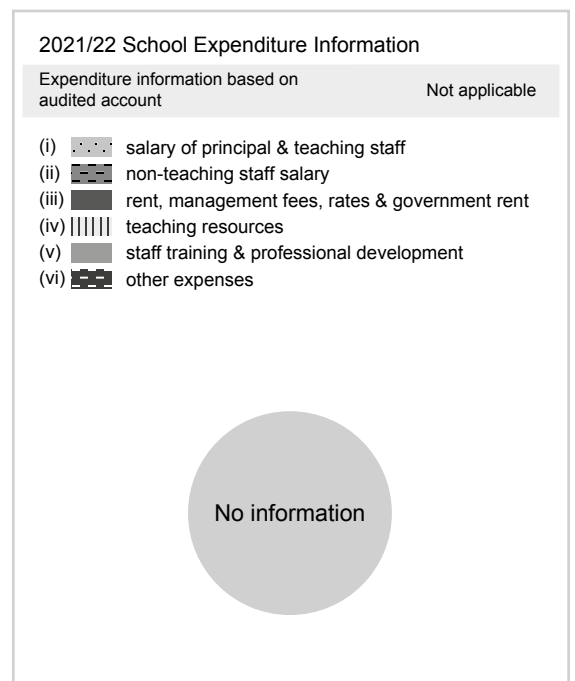 2021/22 School Expenditure Information
Expenditure information based on
audited account
Not applicable
(i) salary of principal & teaching staff
(ii) non-teaching staff salary
(iii) rent, management fees, rates & government rent
(iv) teaching resources
(v) staff training & professional development
(vi) other expenses
No information